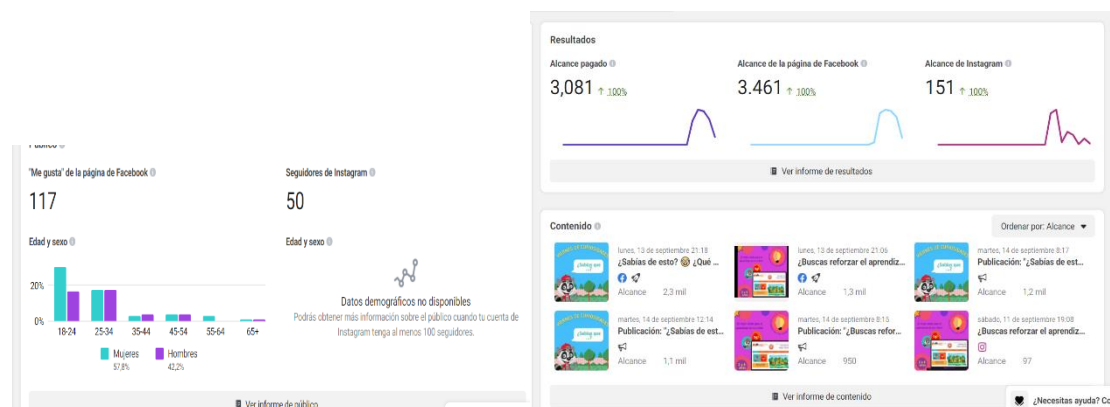 Público
"Me gusta" de la página de Facebook
117
Edad y sexo
20%
0%
18-24 25-34 35-44 45-54 55-64 65+
Mujeres
57,8%
Hombres
42,2%
Seguidores de Instagram
50
Edad y sexo
Datos demográficos no disponibles
Podrás obtener más información sobre el público cuando tu cuenta de
Instagram tenga al menos 100 seguidores.
Ver informe de público
Resultados
Alcance pagado
3,081 ↑ 100%
Alcance de la página de Facebook
3.461 ↑ 100%
Alcance de Instagram
151 ↑ 100%
Ver informe de resultados
Contenido
Ordenar por: Alcance
lunes, 13 de septiembre 21:18
¿Sabías de esto? ¿Qué ...
Alcance 2,3 mil
lunes, 13 de septiembre 21:06
¿Buscas reforzar el aprendiz...
Alcance 1,3 mil
martes, 14 de septiembre 8:17
Publicación: "¿Sabías de est...
Alcance 1,2 mil
martes, 14 de septiembre 12:14
Publicación: "¿Sabías de est...
Alcance 1,1 mil
martes, 14 de septiembre 8:15
Publicación: "¿Buscas refor...
Alcance 950
sábado, 11 de septiembre 19:08
¿Buscas reforzar el aprendiz...
Alcance 97
Ver informe de contenido
¿Necesitas ayuda? Co